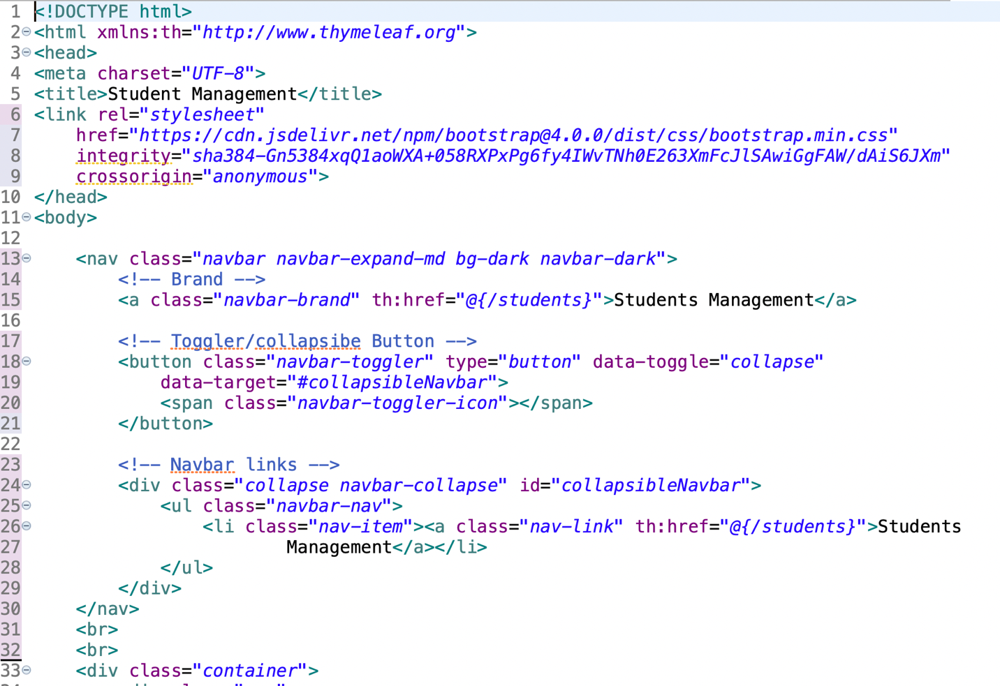 1 <!DOCTYPE html>
2 <html xmlns:th="http://www.thymeleaf.org">
3 <head>
4 <meta charset="UTF-8">
5 <title>Student Management</title>
6 <link rel="stylesheet"
7     href="https://cdn.jsdelivr.net/npm/bootstrap@4.0.0/dist/css/bootstrap.min.css"
8     integrity="sha384-Gn5384xqQ1aoWXA+058RXPxPg6fy4IWvTNh0E263XmFcJlSAwiGgFAW/dAiS6JXm"
9     crossorigin="anonymous">
10 </head>
11 <body>
12
13     <nav class="navbar navbar-expand-md bg-dark navbar-dark">
14         <!-- Brand -->
15         <a class="navbar-brand" th:href="@{/students}">Students Management</a>
16
17         <!-- Toggler/collapsibe Button -->
18         <button class="navbar-toggler" type="button" data-toggle="collapse"
19             data-target="#collapsibleNavbar">
20             <span class="navbar-toggler-icon"></span>
21         </button>
22
23         <!-- Navbar links -->
24         <div class="collapse navbar-collapse" id="collapsibleNavbar">
25             <ul class="navbar-nav">
26                 <li class="nav-item"><a class="nav-link" th:href="@{/students}">Students
27                         Management</a></li>
28             </ul>
29         </div>
30     </nav>
31     <br>
32     <br>
33     <div class="container">